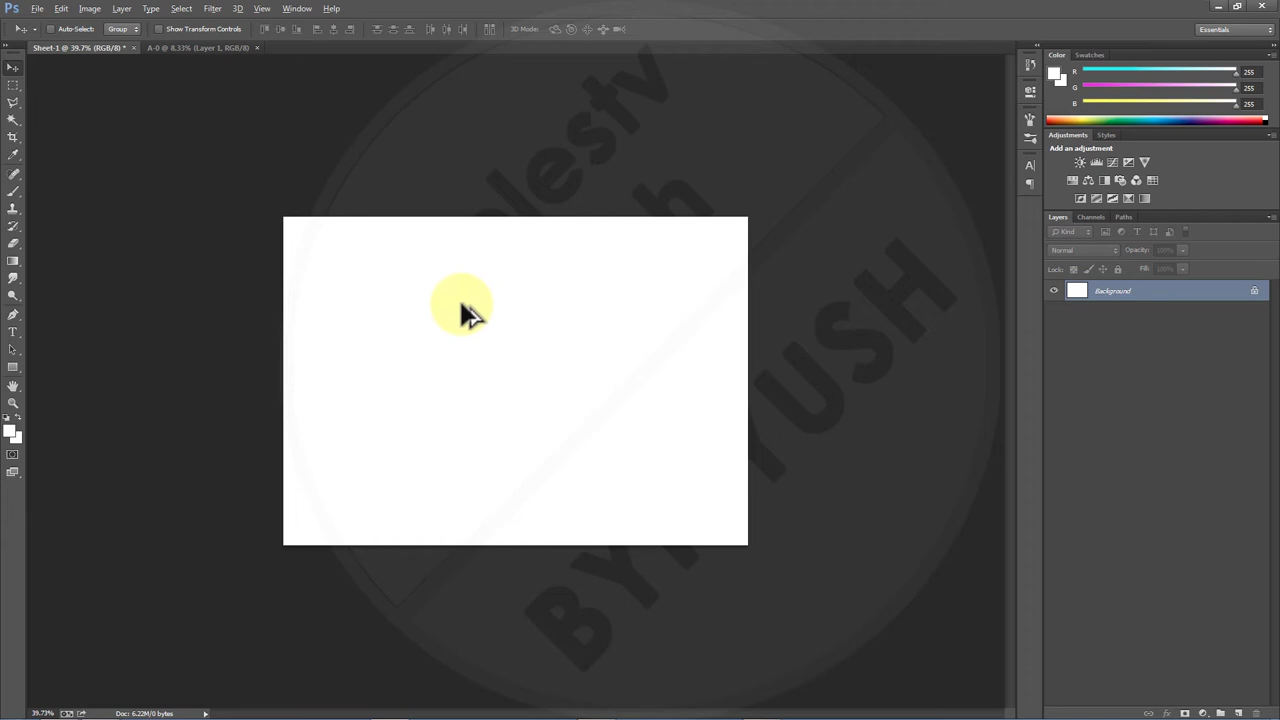 Ps File Edit Image Layer Type Select Filter 3D View Window Help
Auto-Select: Group Show Transform Controls 3D Mode: Essentials
Sheet-1 @ 39.7% (RGB/8) * × A-0 @ 8.33% (Layer 1, RGB/8) ×
Color Swatches
R 255
G 255
B 255
Adjustments Styles
Add an adjustment
Layers Channels Paths
Kind
Normal Opacity: 100%
Lock: Fill: 100%
Background
39.73% Doc: 6.22M/0 bytes